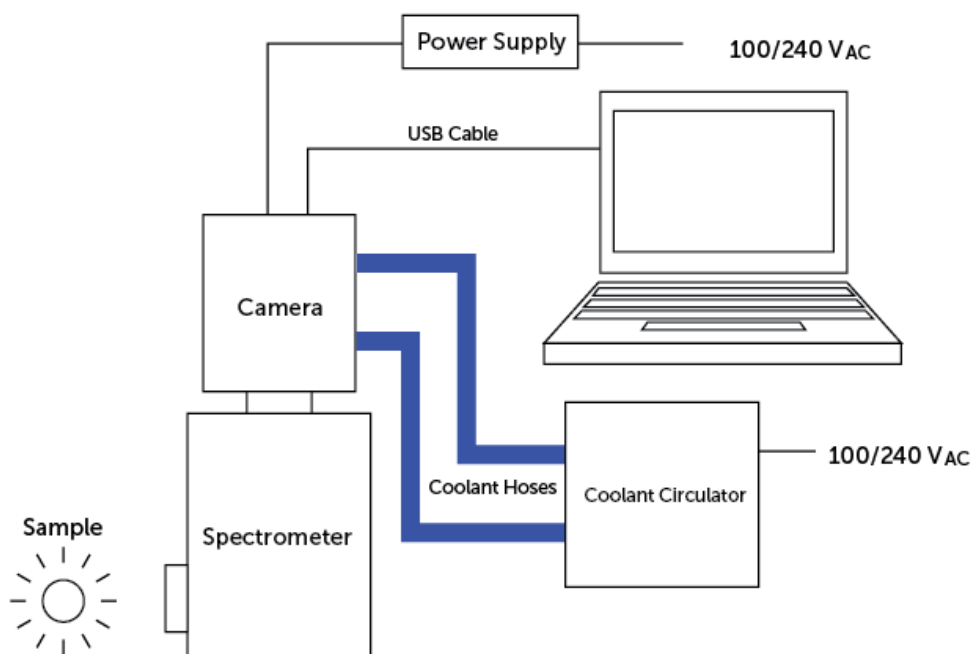 Power Supply
100/240 VAC
USB Cable
Camera
Coolant Hoses
Coolant Circulator
100/240 VAC
Sample
Spectrometer